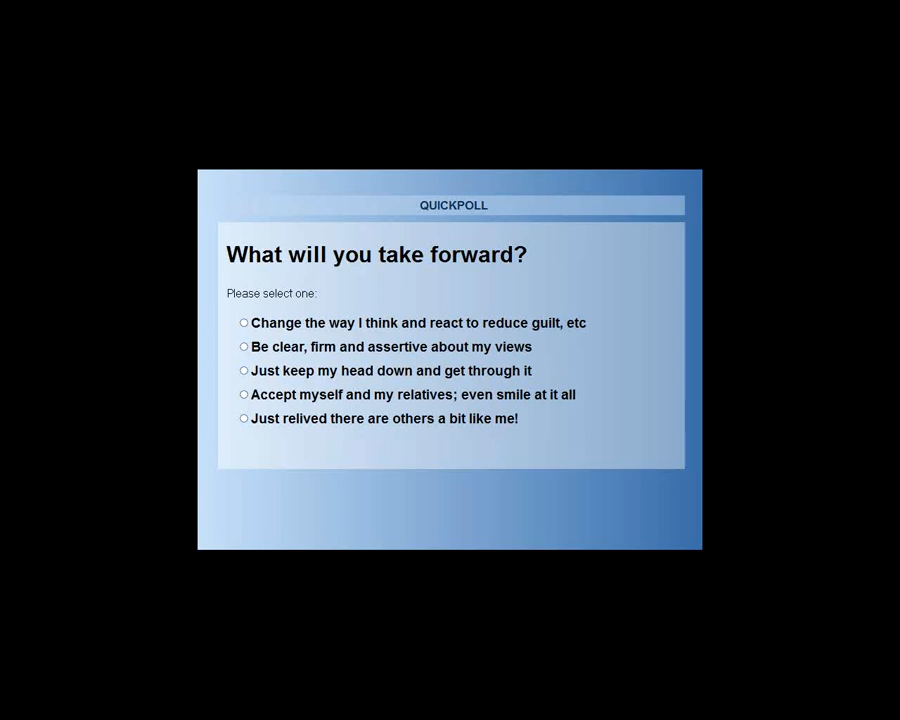 QUICKPOLL
What will you take forward?
Please select one:
Change the way I think and react to reduce guilt, etc
Be clear, firm and assertive about my views
Just keep my head down and get through it
Accept myself and my relatives; even smile at it all
Just relived there are others a bit like me!